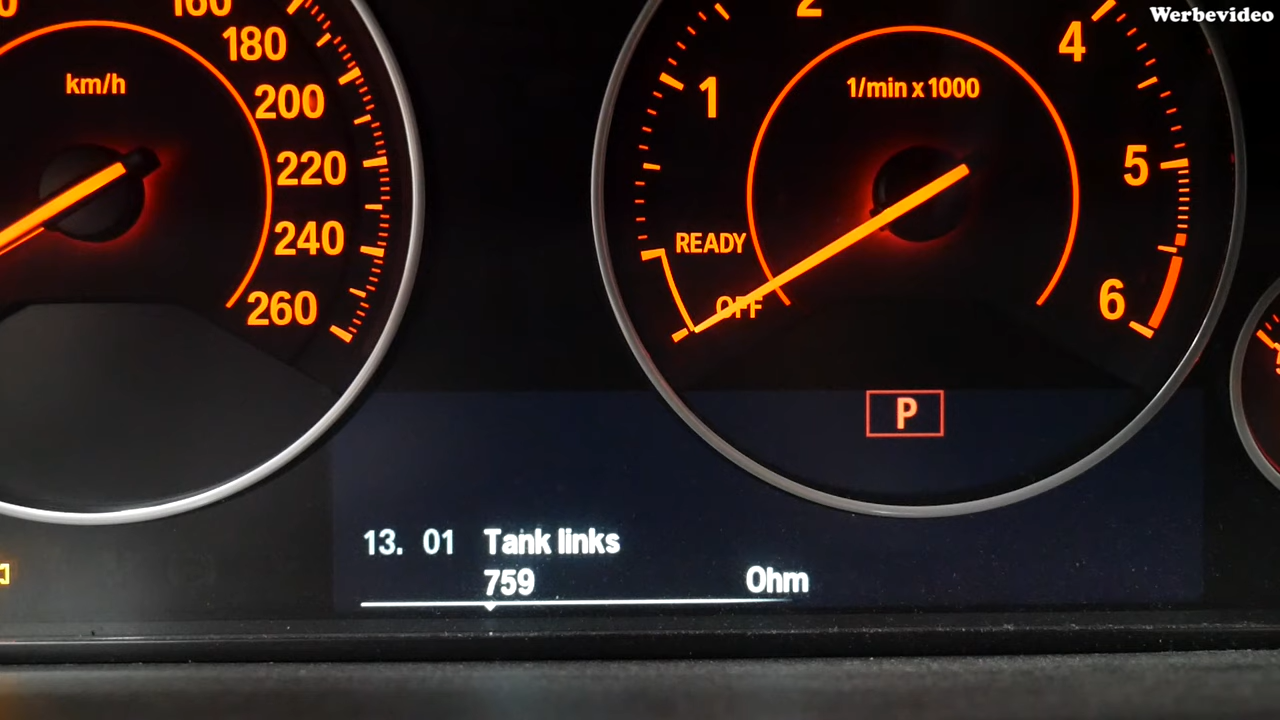 Werbevideo
160
180
km/h
200
220
240
260
1/min x 1000
1
2
4
5
6
READY
OFF
P
13. 01 Tank links
759 Ohm